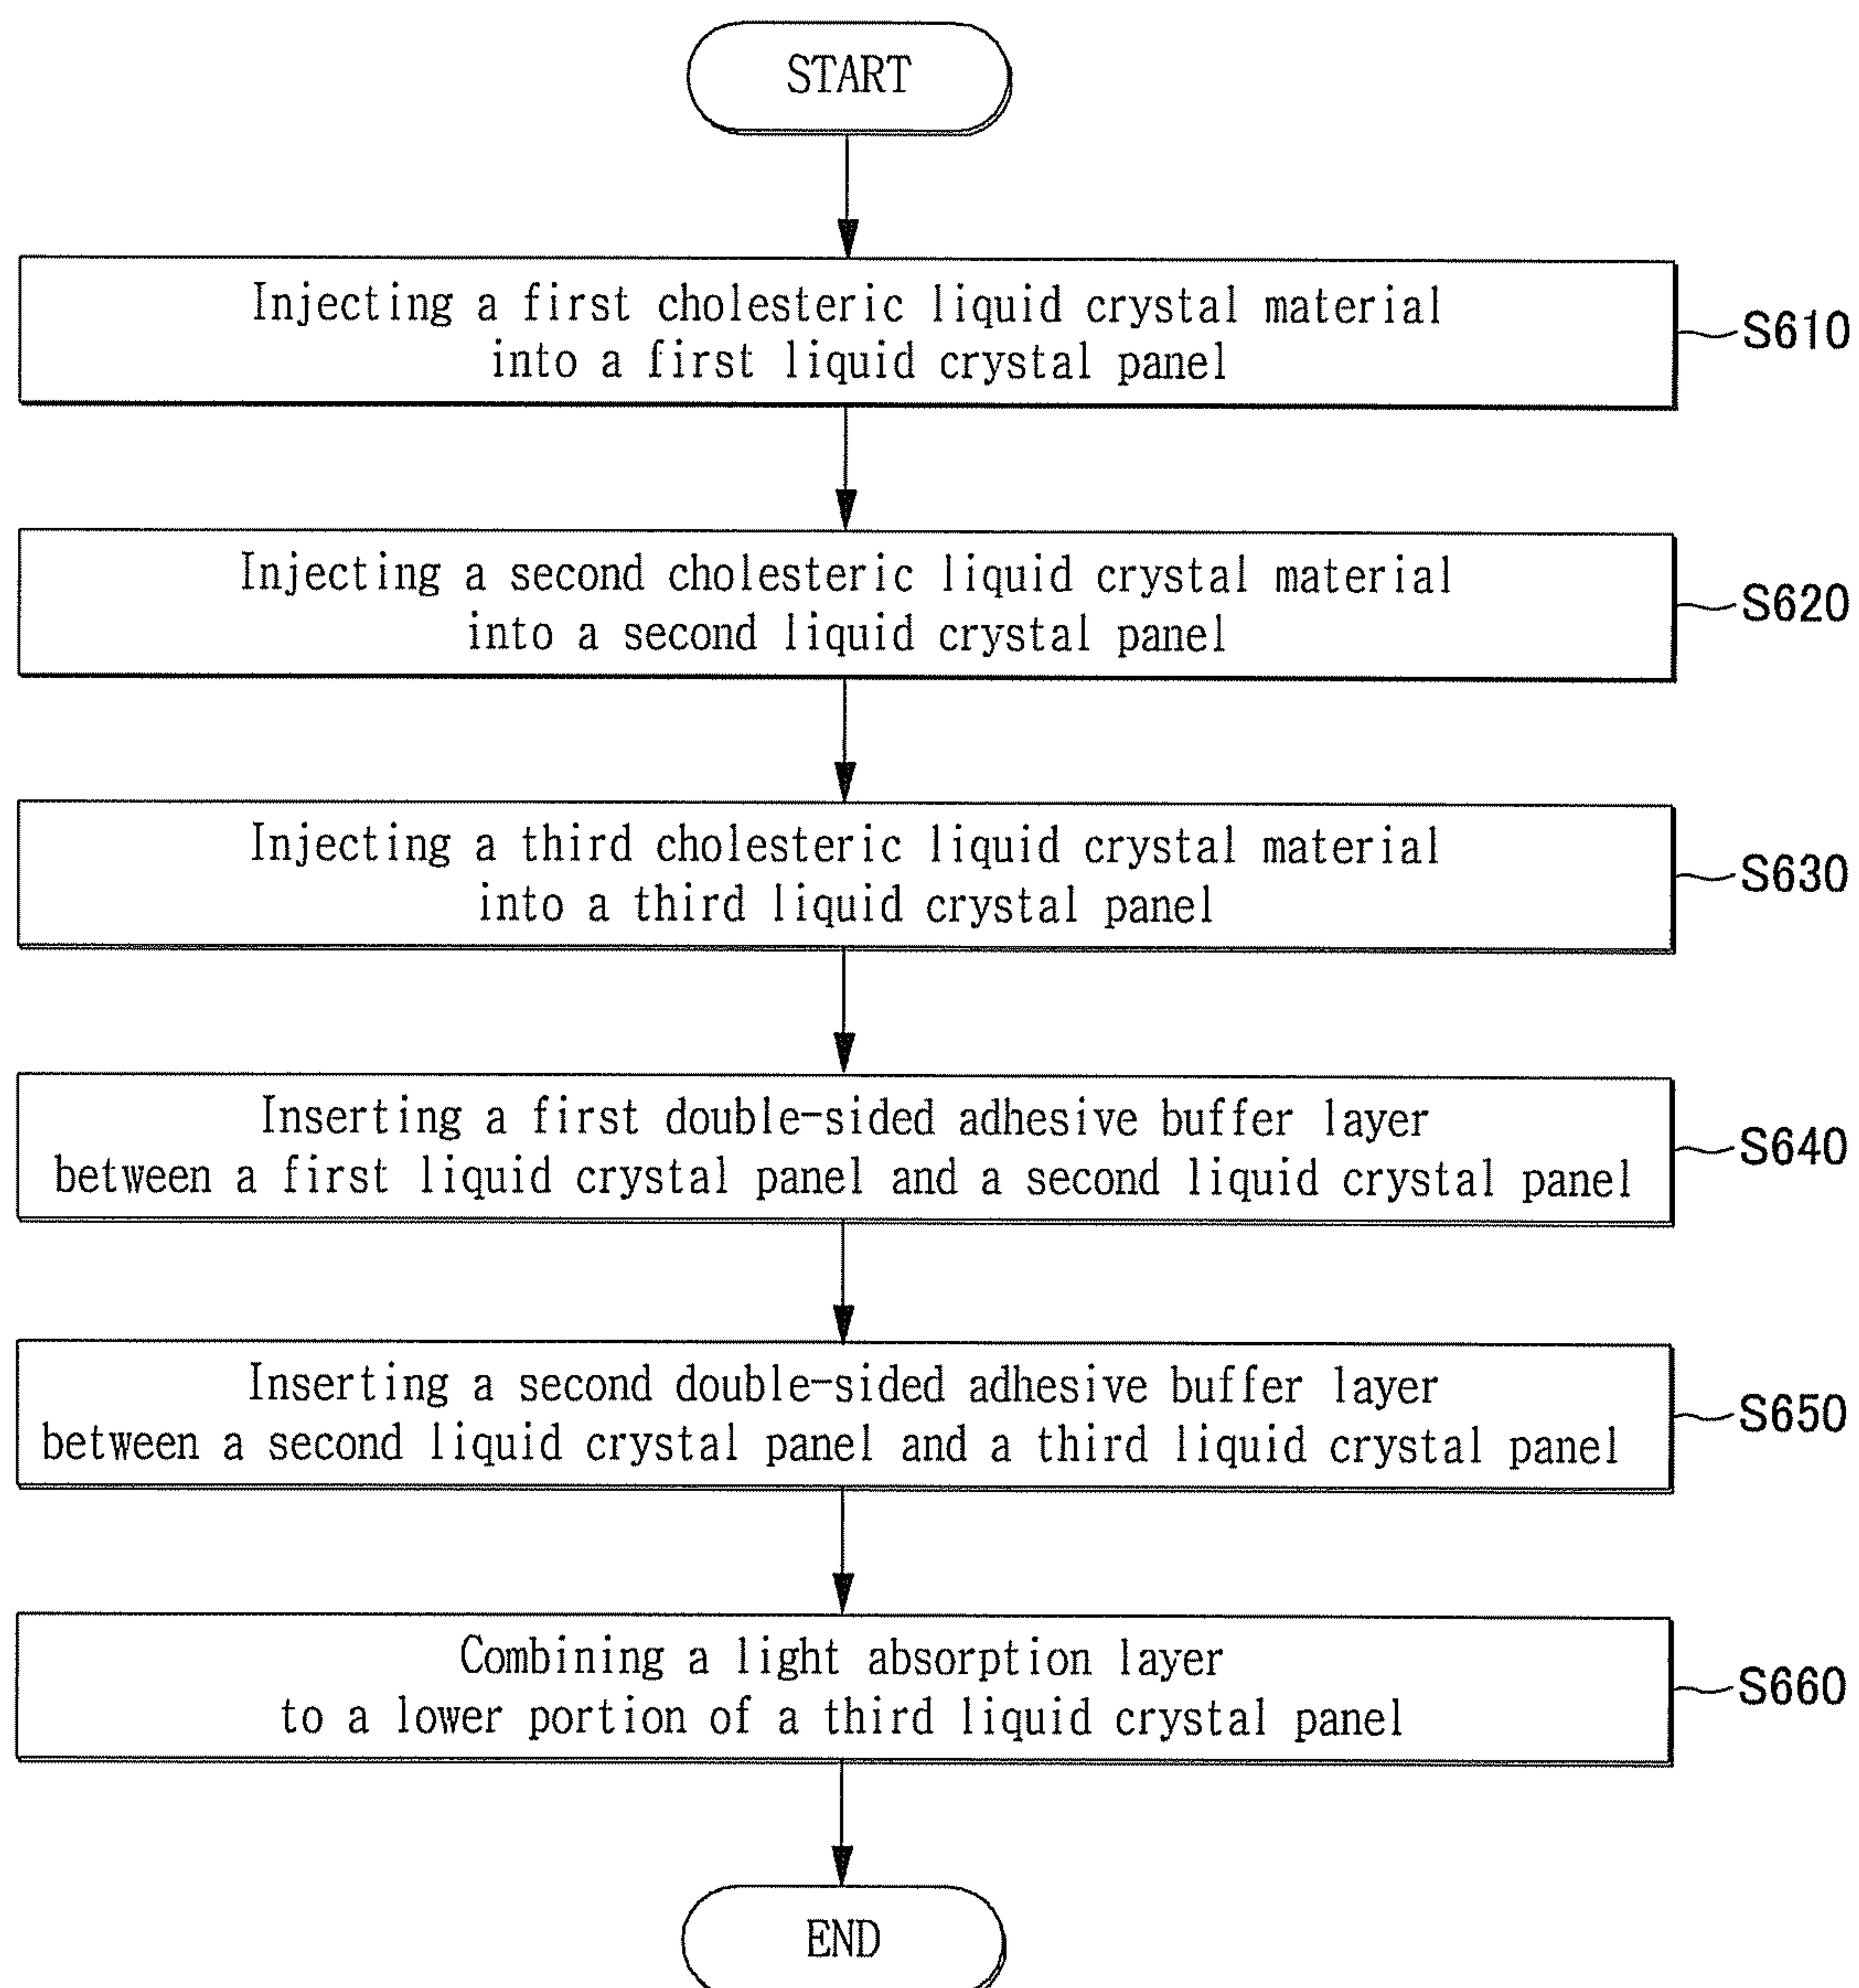 START
Injecting a first cholesteric liquid crystal material
into a first liquid crystal panel
S610
Injecting a second cholesteric liquid crystal material
into a second liquid crystal panel
S620
Injecting a third cholesteric liquid crystal material
into a third liquid crystal panel
S630
Inserting a first double-sided adhesive buffer layer
between a first liquid crystal panel and a second liquid crystal panel
S640
Inserting a second double-sided adhesive buffer layer
between a second liquid crystal panel and a third liquid crystal panel
S650
Combining a light absorption layer
to a lower portion of a third liquid crystal panel
S660
END